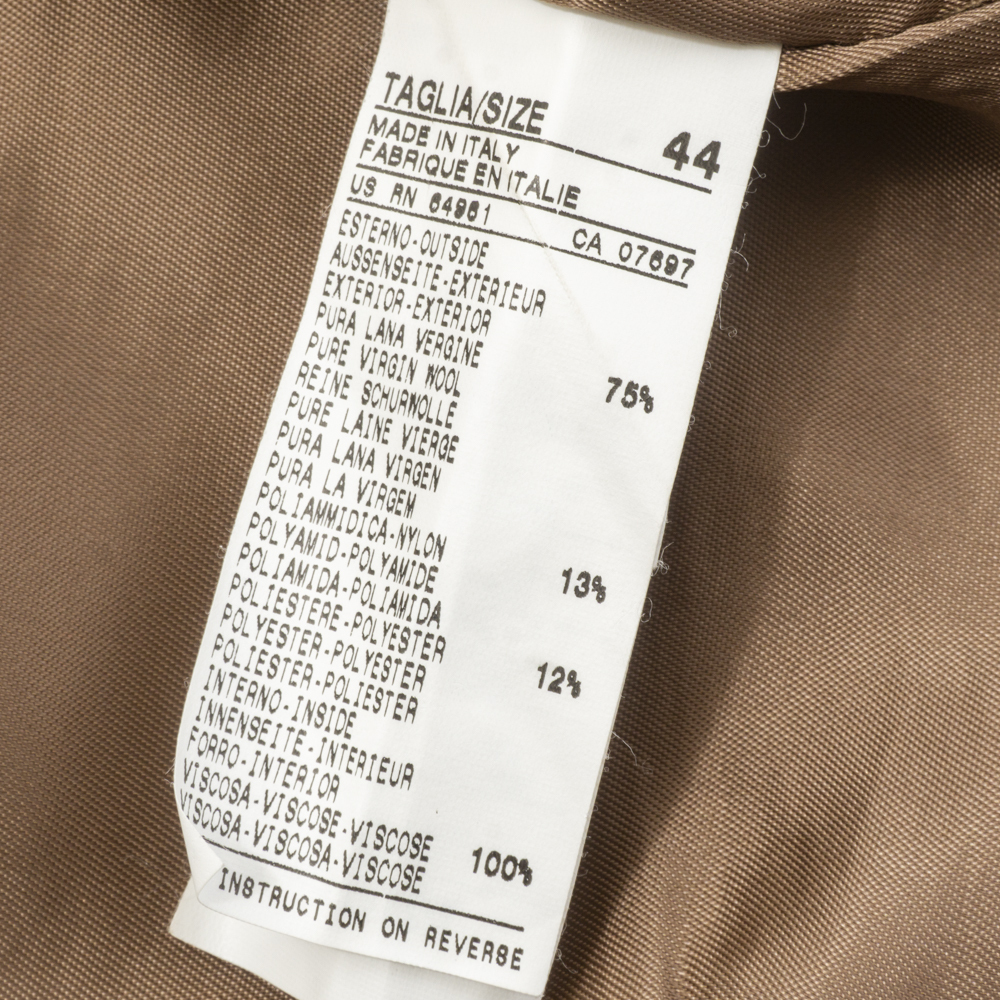 TAGLIA/SIZE 44
MADE IN ITALY
FABRIQUE EN ITALIE
US RN 64961 CA 07697
ESTERNO-OUTSIDE
AUSSENSEITE-EXTERIEUR
EXTERIOR-EXTERIOR
PURA LANA VERGINE
PURE VIRGIN WOOL 75%
REINE SCHURWOLLE
PURE LAINE VIERGE
PURA LANA VIRGEN
PURA LA VIRGEM
POLIAMMIDICA-NYLON
POLYAMID-POLYAMIDE 13%
POLIAMIDA-POLIAMIDA
POLIESTERE-POLYESTER
POLYESTER-POLYESTER 12%
POLIESTER-POLIESTER
INTERNO-INSIDE
INNENSEITE-INTERIEUR
FORRO-INTERIOR
VISCOSA-VISCOSE-VISCOSE
VISCOSA-VISCOSA-VISCOSE 100%
INSTRUCTION ON REVERSE